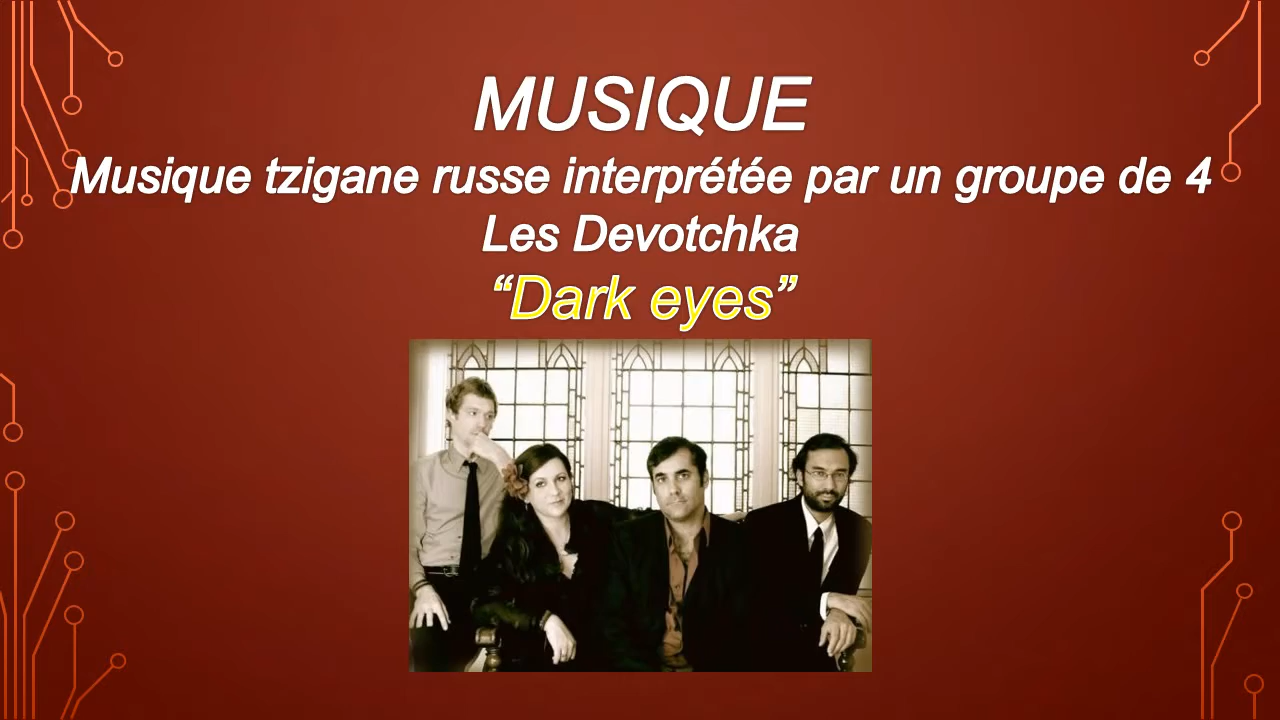 MUSIQUE
Musique tzigane russe interprétée par un groupe de 4
Les Devotchka
“Dark eyes”